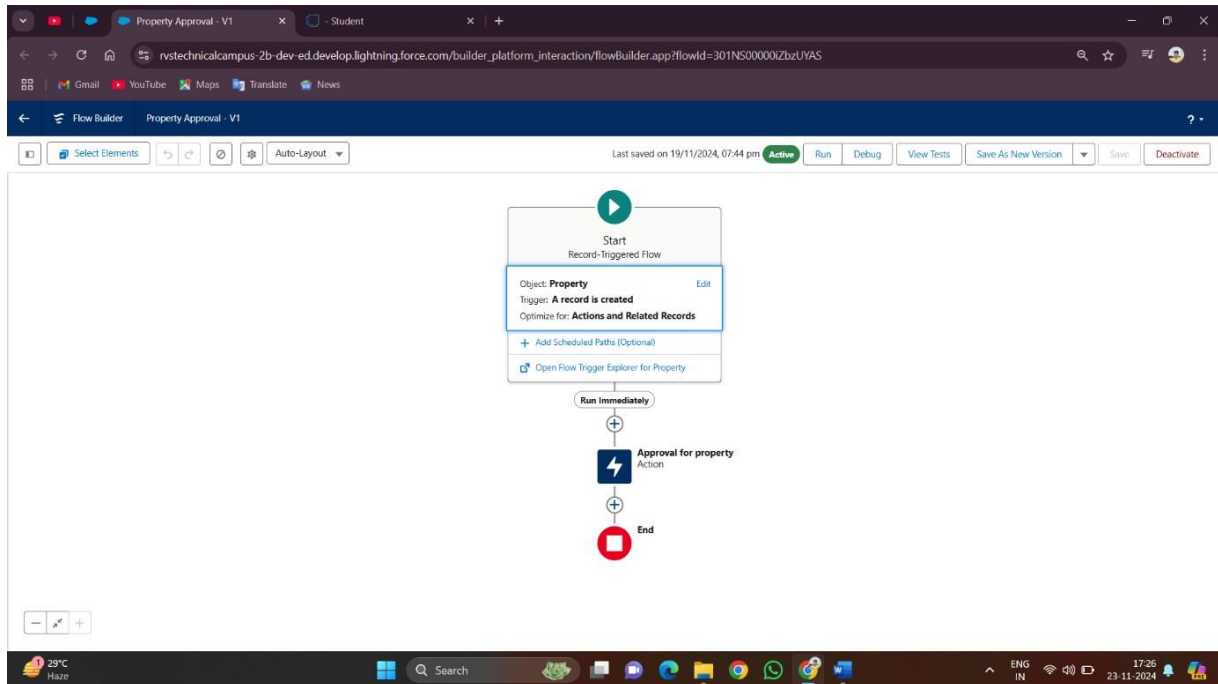 Property Approval - V1
- Student
rvstechnicalcampus-2b-dev-ed.develop.lightning.force.com/builder_platform_interaction/flowBuilder.app?flowId=301NS00000iZbzUYAS
Gmail YouTube Maps Translate News
Flow Builder Property Approval - V1 ?
Select Elements Auto-Layout Last saved on 19/11/2024, 07:44 pm Active Run Debug View Tests Save As New Version Save Deactivate
Start
Record-Triggered Flow
Object: Property Edit
Trigger: A record is created
Optimize for: Actions and Related Records
+ Add Scheduled Paths (Optional)
Open Flow Trigger Explorer for Property
Run Immediately
Approval for property
Action
End
1 29°C
Haze
Search
ENG
IN
17:26
23-11-2024